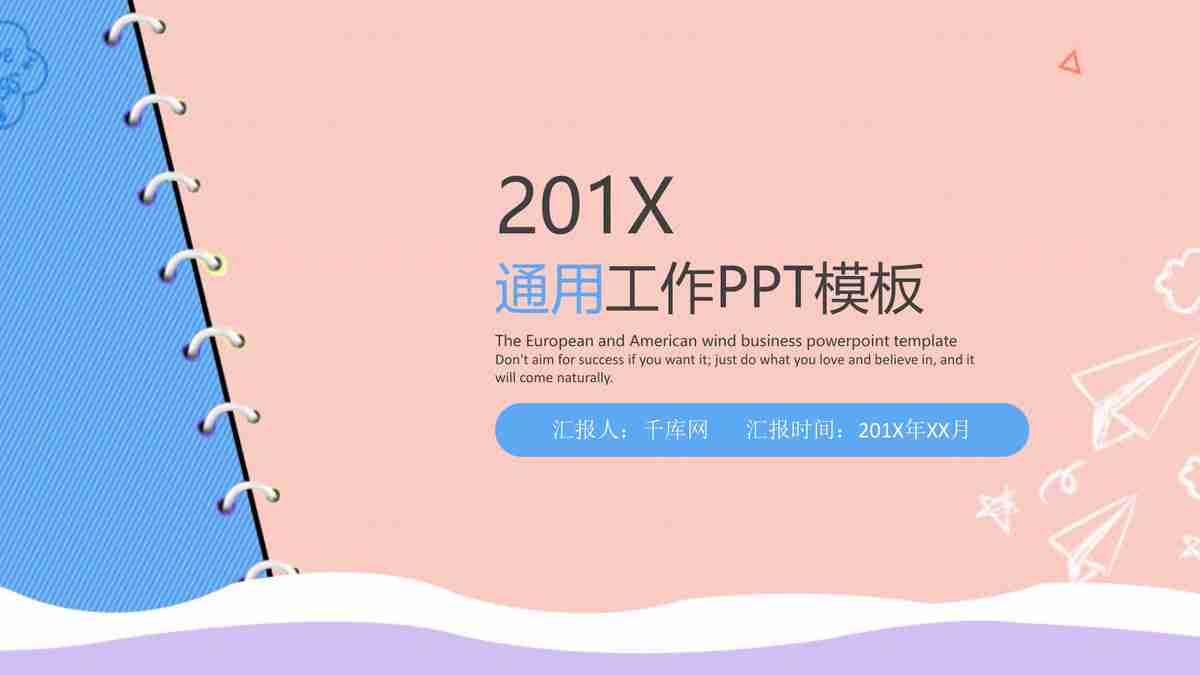 201X
通用工作PPT模板
The European and American wind business powerpoint template
Don't aim for success if you want it; just do what you love and believe in, and it
will come naturally.
汇报人：千库网 汇报时间：201X年XX月